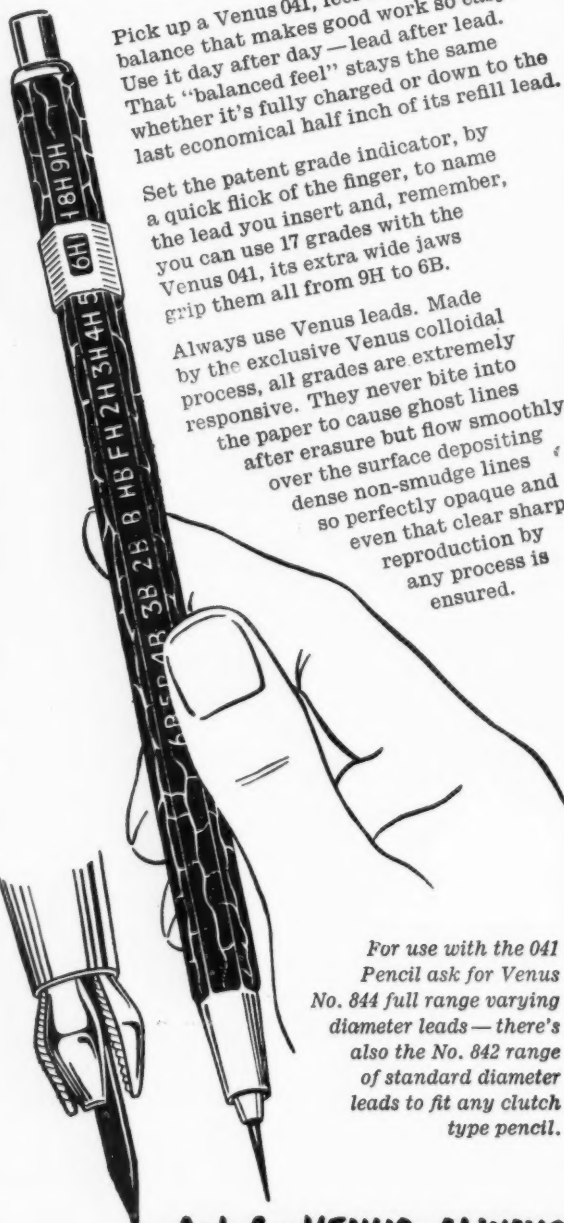 Pick up a Venus 041,
balance that makes good work so
Use it day after day — lead after lead.
That "balanced feel" stays the same
whether it's fully charged or down to the
last economical half inch of its refill lead.
Set the patent grade indicator, by
a quick flick of the finger, to name
the lead you insert and, remember,
you can use 17 grades with the
Venus 041, its extra wide jaws
grip them all from 9H to 6B.
Always use Venus leads. Made
by the exclusive Venus colloidal
process, all grades are extremely
responsive. They never bite into
the paper to cause ghost lines
after erasure but flow smoothly
over the surface depositing
dense non-smudge lines
so perfectly opaque and
even that clear sharp
reproduction by
any process is
ensured.
6B 5B 4B 3B 2B B HB F H 2H 3H 4H 5 6H 8H 9H
For use with the 041
Pencil ask for Venus
No. 844 full range varying
diameter leads — there's
also the No. 842 range
of standard diameter
leads to fit any clutch
type pencil.